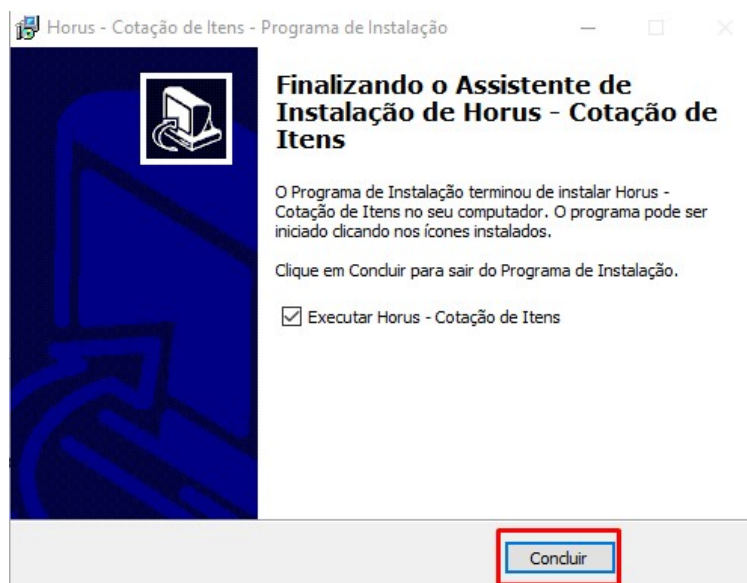 Horus - Cotação de Itens - Programa de Instalação
Finalizando o Assistente de
Instalação de Horus - Cotação de
Itens
O Programa de Instalação terminou de instalar Horus -
Cotação de Itens no seu computador. O programa pode ser
iniciado clicando nos ícones instalados.
Clique em Concluir para sair do Programa de Instalação.
Executar Horus - Cotação de Itens
Concluir